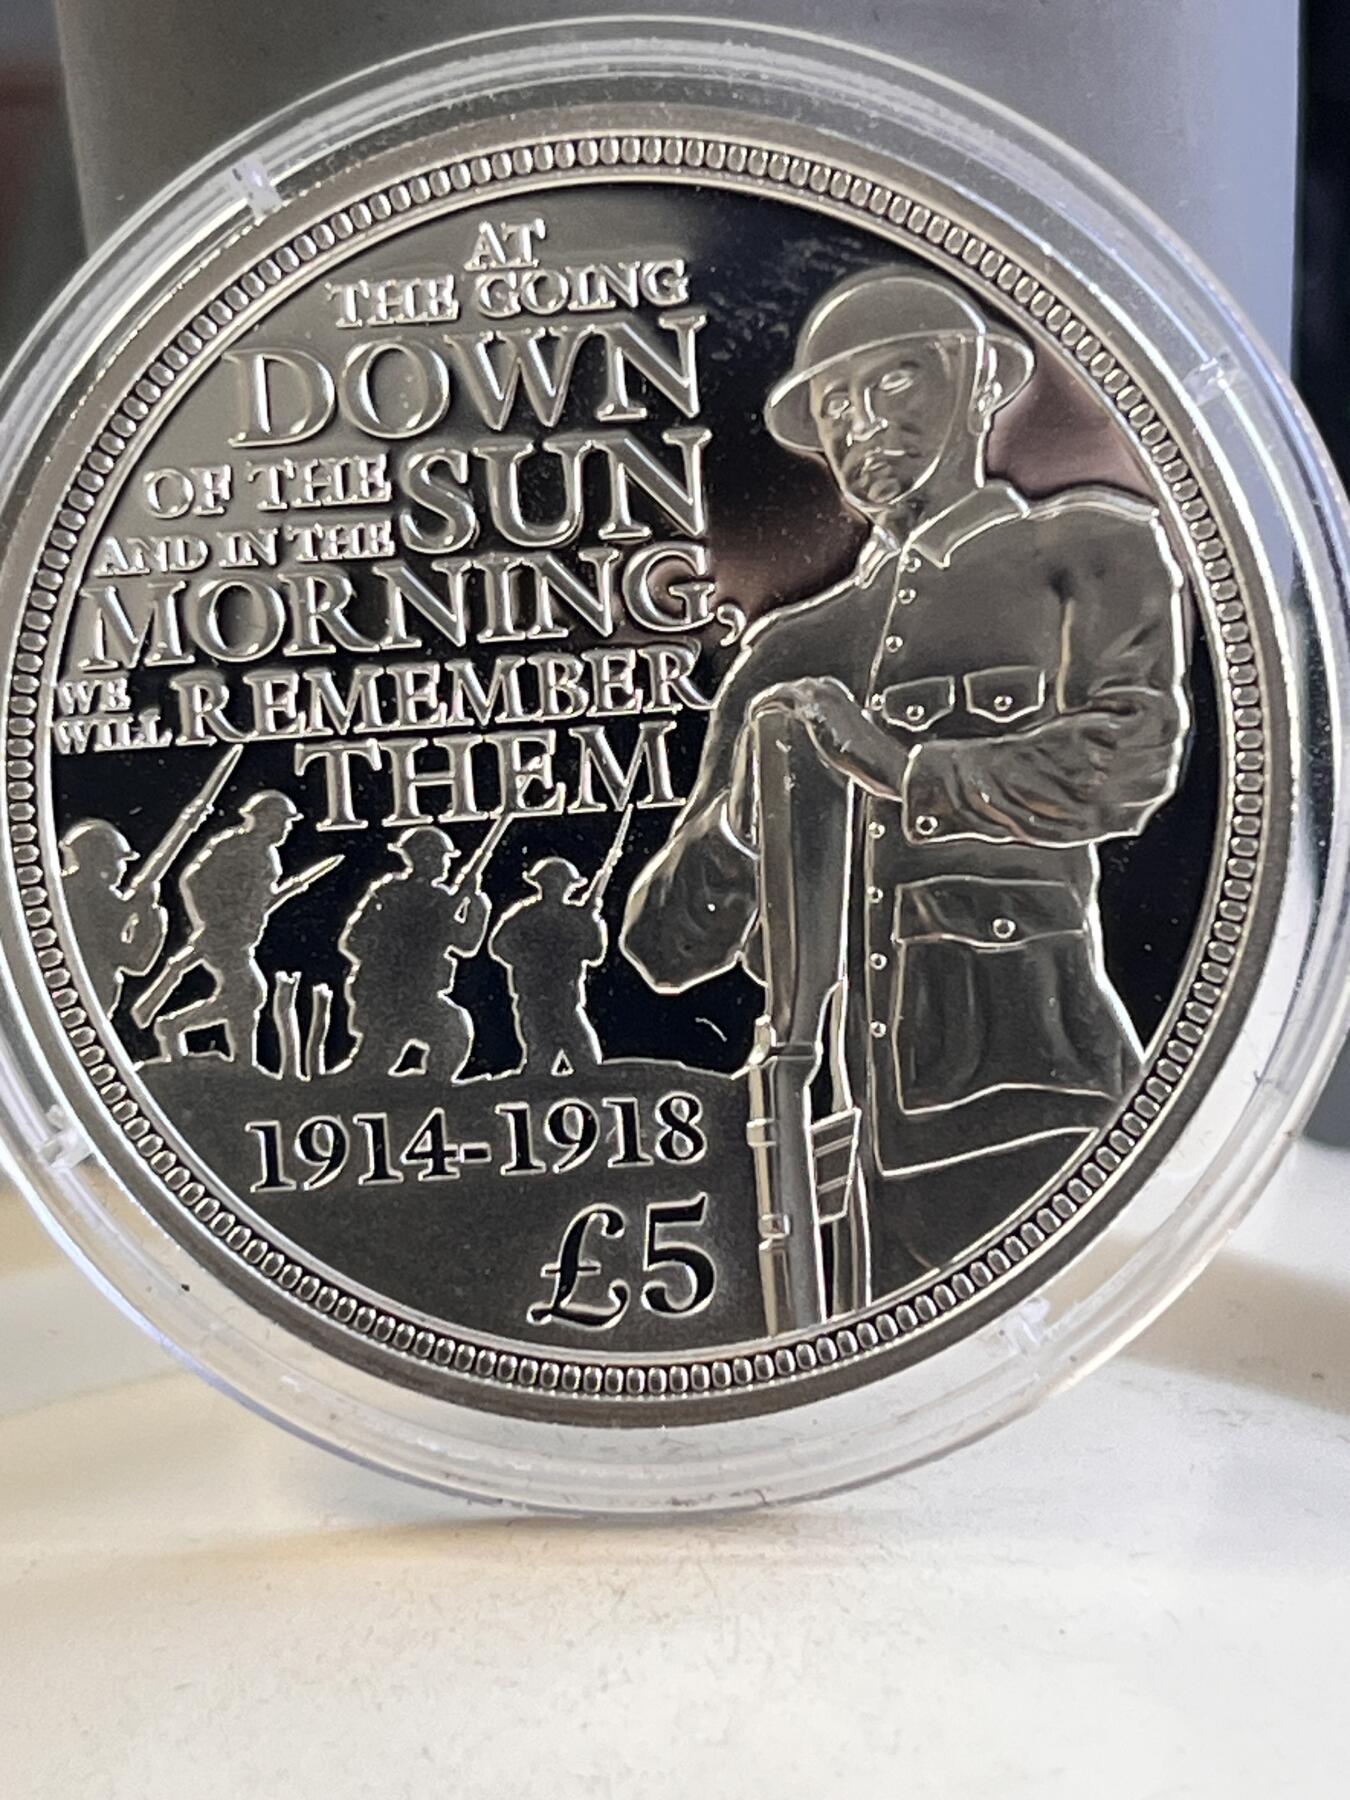 AT
THE GOING
DOWN
OF THE SUN
AND IN THE
MORNING,
WE
WILL REMEMBER
THEM
1914-1918
£5